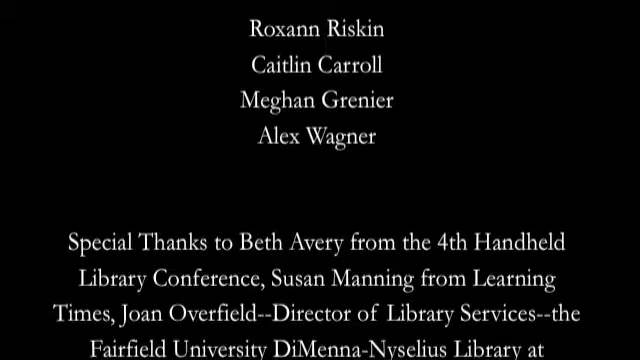 Roxann Riskin
Caitlin Carroll
Meghan Grenier
Alex Wagner
Special Thanks to Beth Avery from the 4th Handheld
Library Conference, Susan Manning from Learning
Times, Joan Overfield--Director of Library Services--the
Fairfield University DiMenna-Nyselius Library at